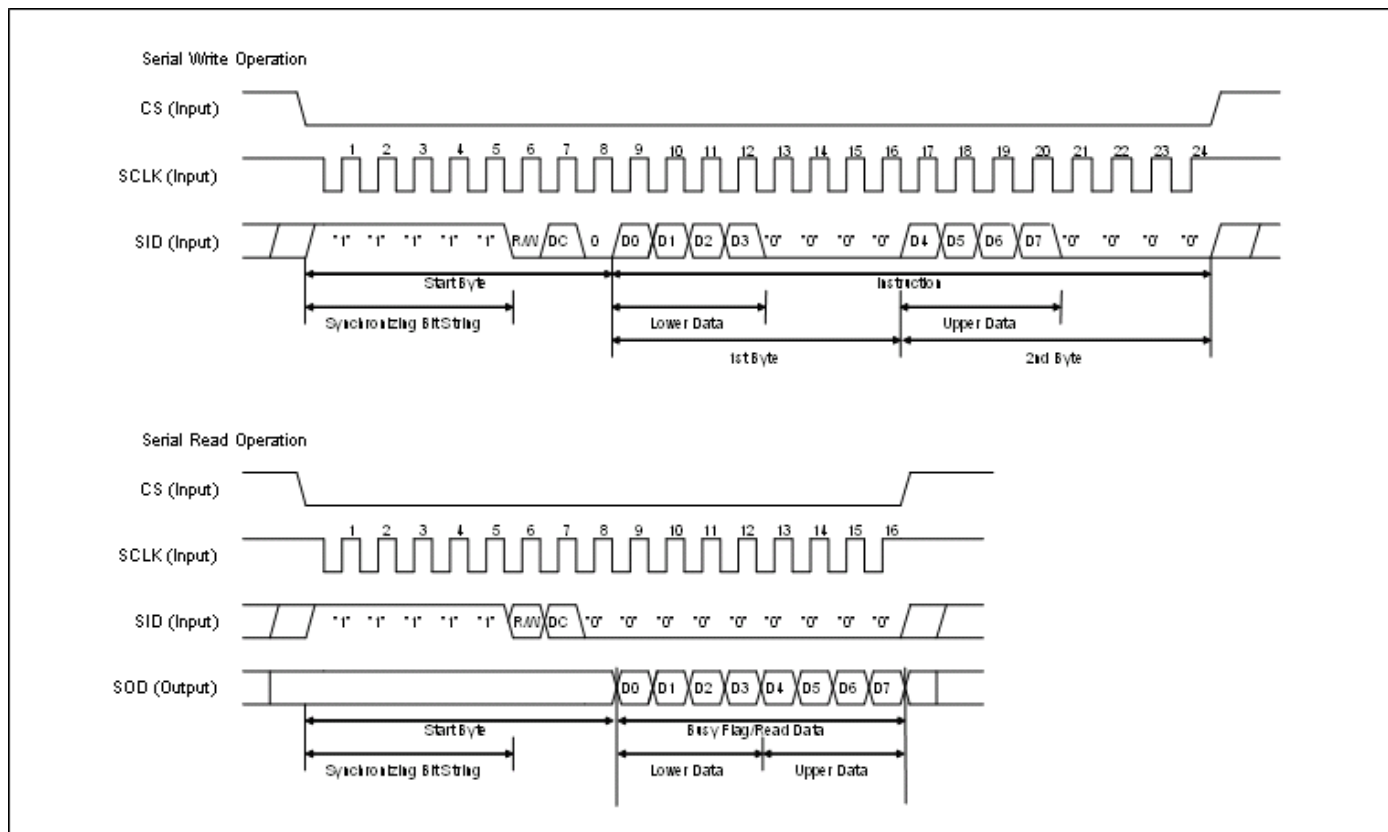 Serial Write Operation
CS (Input)
1 2 3 4 5 6 7 8 9 10 11 12 13 14 15 16 17 18 19 20 21 22 23 24
SCLK (Input)
SID (Input) "1" "1" "1" "1" "1" R/W DC 0 D0 D1 D2 D3 "0" "0" "0" "0" D4 D5 D6 D7 "0" "0" "0" "0"
Start Byte Instruction
Synchronizing Bit String Lower Data Upper Data
1st Byte 2nd Byte
Serial Read Operation
CS (Input)
1 2 3 4 5 6 7 8 9 10 11 12 13 14 15 16
SCLK (Input)
SID (Input) "1" "1" "1" "1" "1" R/W DC "0" "0" "0" "0" "0" "0" "0" "0" "0"
SOD (Output) D0 D1 D2 D3 D4 D5 D6 D7
Start Byte Busy Flag/Read Data
Synchronizing Bit String Lower Data Upper Data